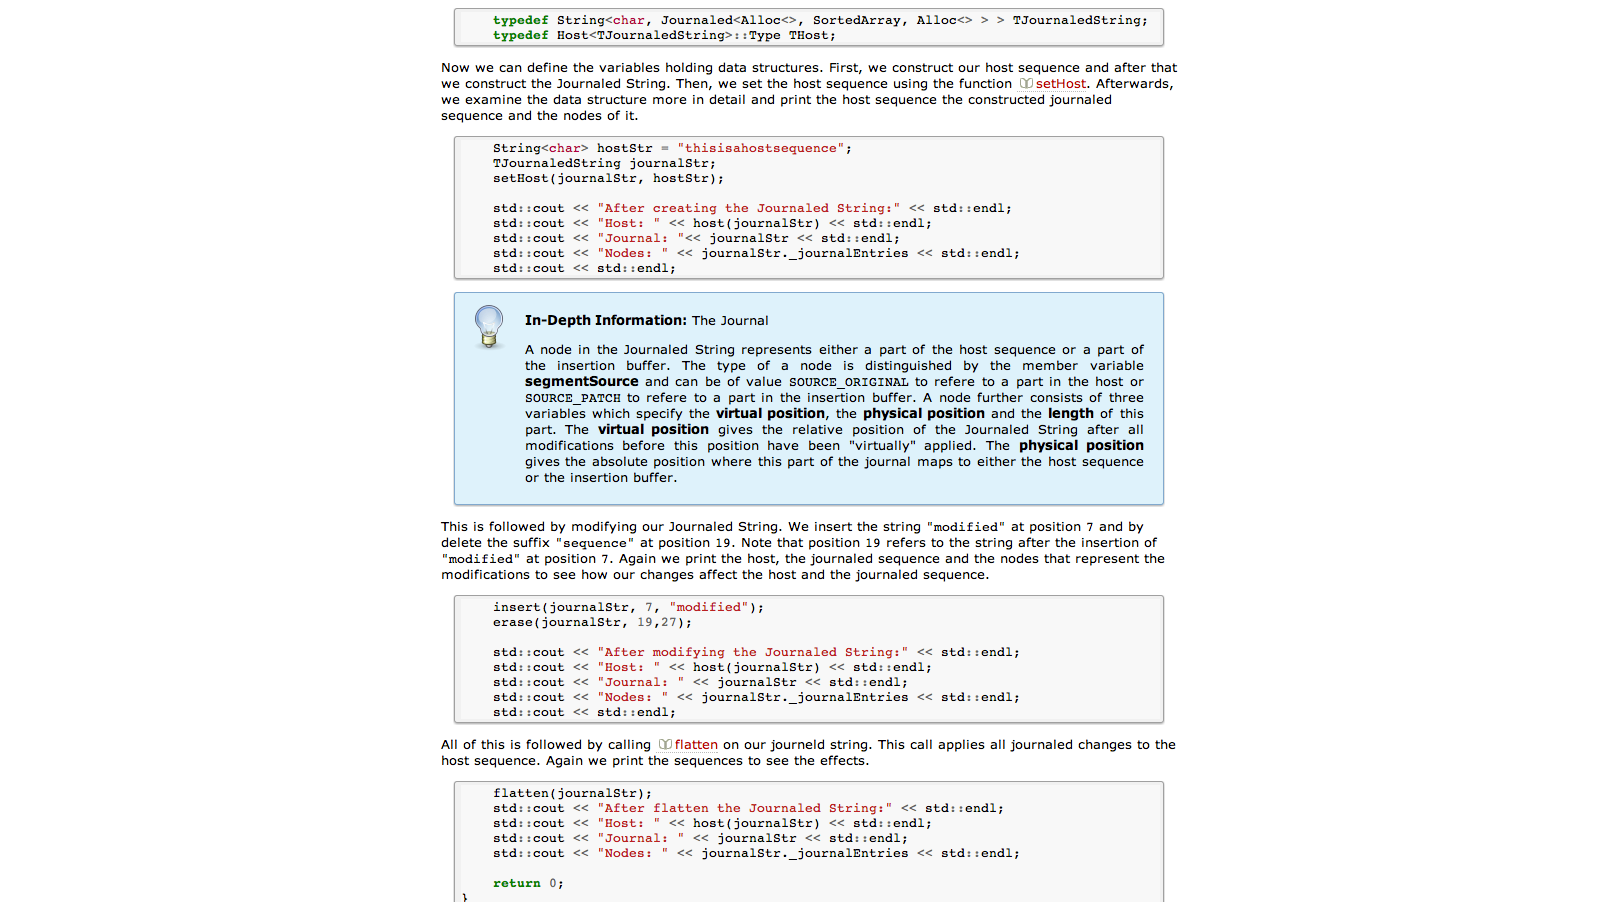 typedef String<char, Journaled<Alloc<>, SortedArray, Alloc<> > > TJournaledString;
typedef Host<TJournaledString>::Type THost;
Now we can define the variables holding data structures. First, we construct our host sequence and after that
we construct the Journaled String. Then, we set the host sequence using the function setHost. Afterwards,
we examine the data structure more in detail and print the host sequence the constructed journaled
sequence and the nodes of it.
String<char> hostStr = "thisisahostsequence";
TJournaledString journalStr;
setHost(journalStr, hostStr);
std::cout << "After creating the Journaled String:" << std::endl;
std::cout << "Host: " << host(journalStr) << std::endl;
std::cout << "Journal: "<< journalStr << std::endl;
std::cout << "Nodes: " << journalStr._journalEntries << std::endl;
std::cout << std::endl;
In-Depth Information: The Journal
A node in the Journaled String represents either a part of the host sequence or a part of
the insertion buffer. The type of a node is distinguished by the member variable
segmentSource and can be of value SOURCE_ORIGINAL to refere to a part in the host or
SOURCE_PATCH to refere to a part in the insertion buffer. A node further consists of three
variables which specify the virtual position, the physical position and the length of this
part. The virtual position gives the relative position of the Journaled String after all
modifications before this position have been "virtually" applied. The physical position
gives the absolute position where this part of the journal maps to either the host sequence
or the insertion buffer.
This is followed by modifying our Journaled String. We insert the string "modified" at position 7 and by
delete the suffix "sequence" at position 19. Note that position 19 refers to the string after the insertion of
"modified" at position 7. Again we print the host, the journaled sequence and the nodes that represent the
modifications to see how our changes affect the host and the journaled sequence.
insert(journalStr, 7, "modified");
erase(journalStr, 19,27);
std::cout << "After modifying the Journaled String:" << std::endl;
std::cout << "Host: " << host(journalStr) << std::endl;
std::cout << "Journal: " << journalStr << std::endl;
std::cout << "Nodes: " << journalStr._journalEntries << std::endl;
std::cout << std::endl;
All of this is followed by calling flatten on our journeld string. This call applies all journaled changes to the
host sequence. Again we print the sequences to see the effects.
flatten(journalStr);
std::cout << "After flatten the Journaled String:" << std::endl;
std::cout << "Host: " << host(journalStr) << std::endl;
std::cout << "Journal: " << journalStr << std::endl;
std::cout << "Nodes: " << journalStr._journalEntries << std::endl;
return 0;
}